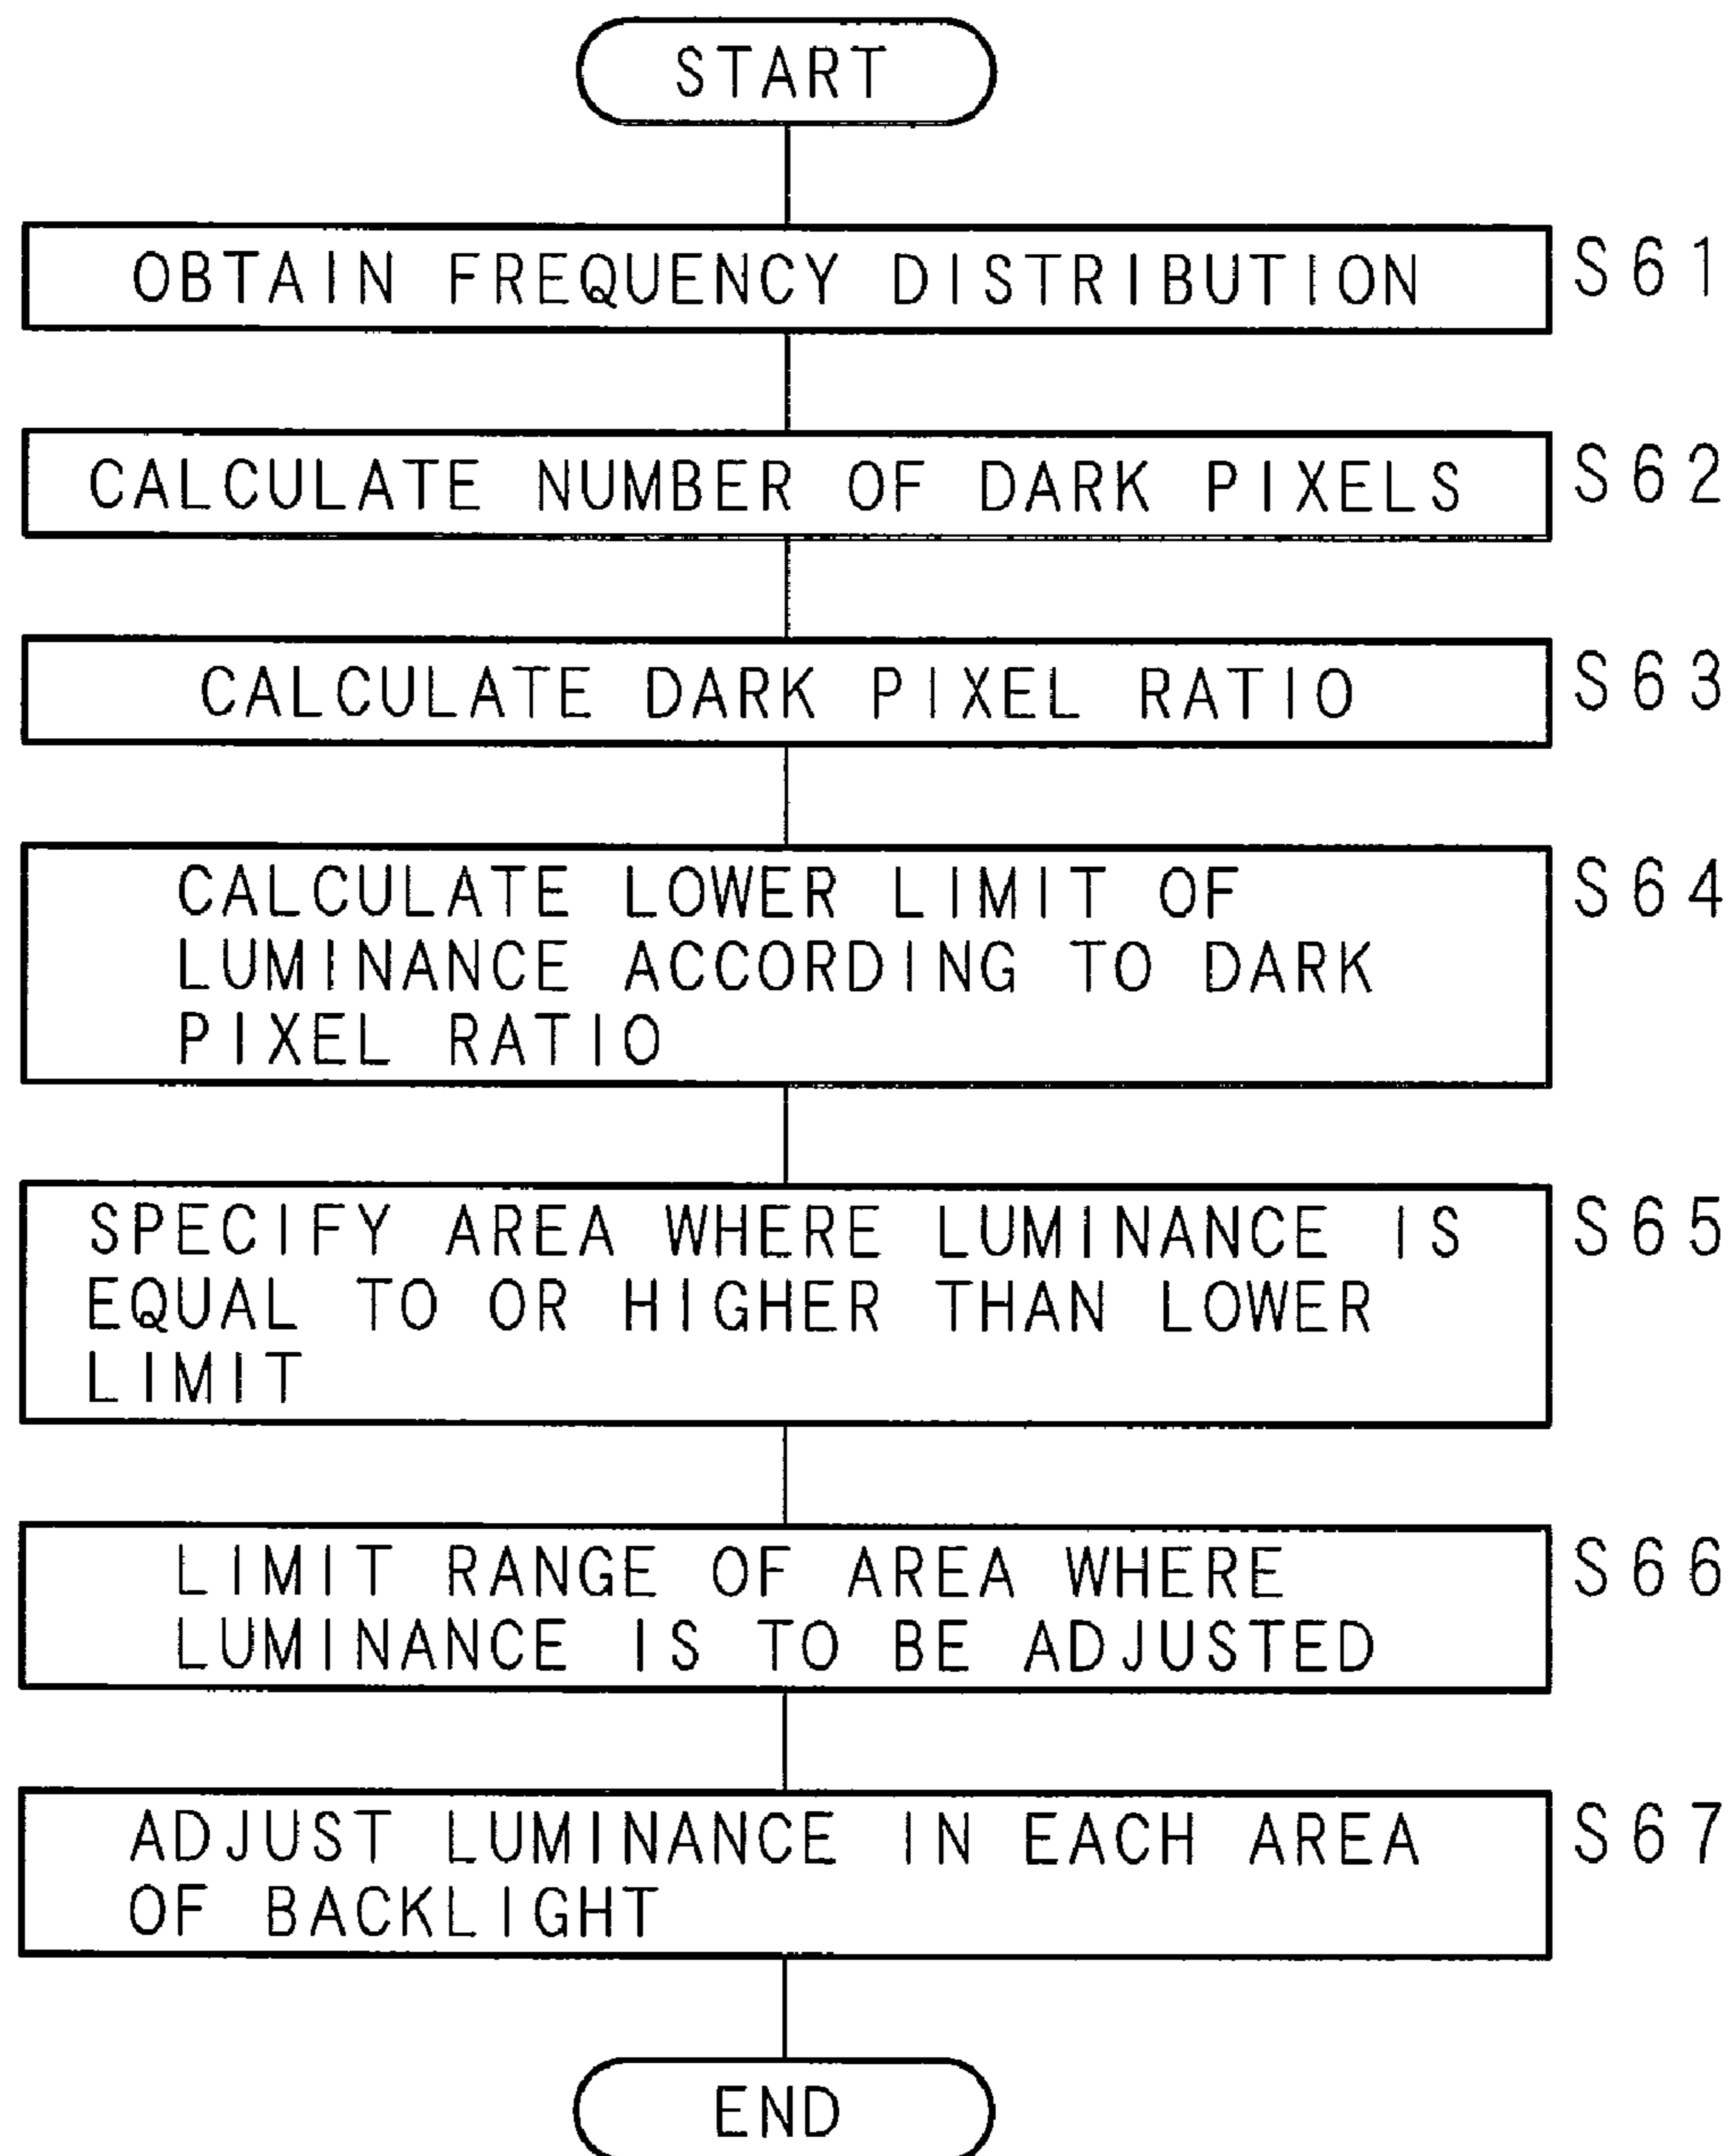 START
OBTAIN FREQUENCY DISTRIBUTION S61
CALCULATE NUMBER OF DARK PIXELS S62
CALCULATE DARK PIXEL RATIO S63
CALCULATE LOWER LIMIT OF S64
LUMINANCE ACCORDING TO DARK
PIXEL RATIO
SPECIFY AREA WHERE LUMINANCE IS S65
EQUAL TO OR HIGHER THAN LOWER
LIMIT
LIMIT RANGE OF AREA WHERE S66
LUMINANCE IS TO BE ADJUSTED
ADJUST LUMINANCE IN EACH AREA S67
OF BACKLIGHT
END